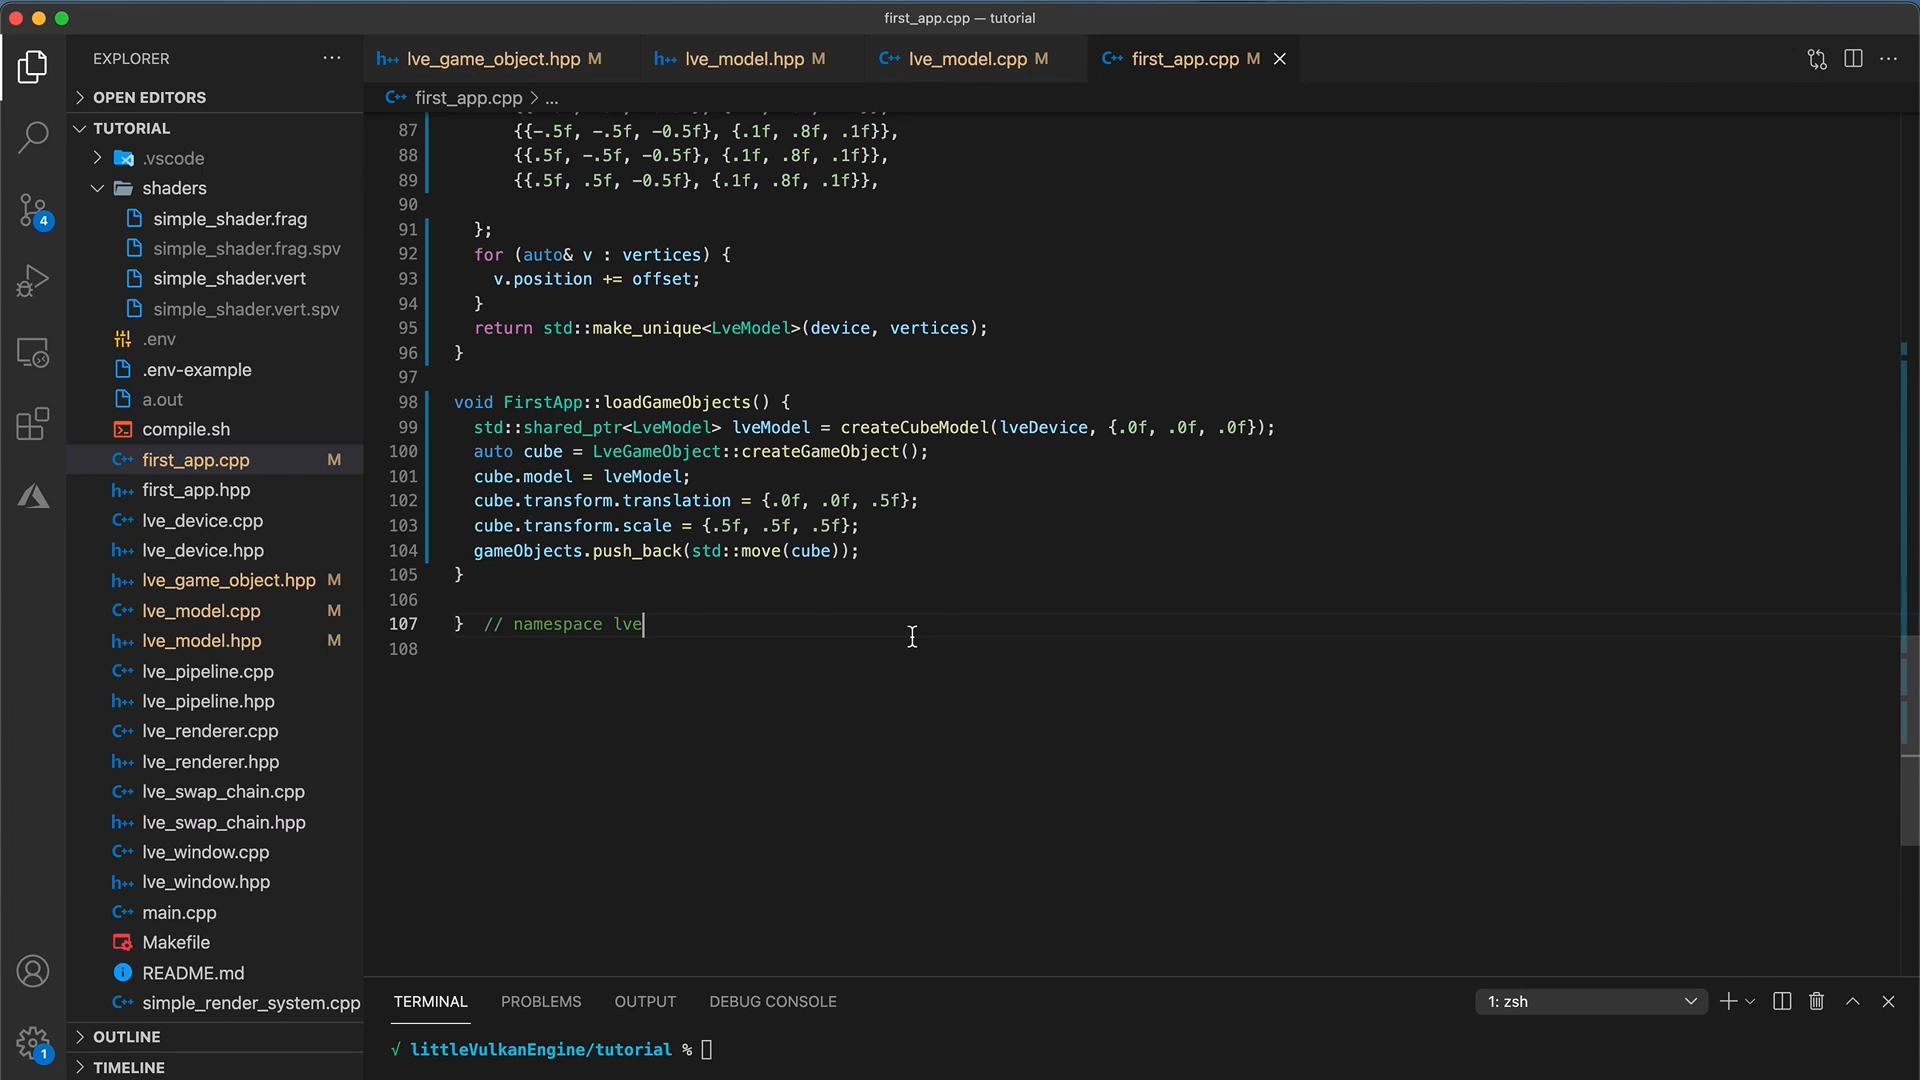 first_app.cpp — tutorial
EXPLORER
lve_game_object.hpp M
lve_model.hpp M
lve_model.cpp M
first_app.cpp M
OPEN EDITORS
first_app.cpp > ...
TUTORIAL
.vscode
shaders
simple_shader.frag
simple_shader.frag.spv
simple_shader.vert
simple_shader.vert.spv
.env
.env-example
a.out
compile.sh
first_app.cpp M
first_app.hpp
lve_device.cpp
lve_device.hpp
lve_game_object.hpp M
lve_model.cpp M
lve_model.hpp M
lve_pipeline.cpp
lve_pipeline.hpp
lve_renderer.cpp
lve_renderer.hpp
lve_swap_chain.cpp
lve_swap_chain.hpp
lve_window.cpp
lve_window.hpp
main.cpp
Makefile
README.md
simple_render_system.cpp
OUTLINE
TIMELINE
4
1
87 {{-.5f, -.5f, -0.5f}, {.1f, .8f, .1f}},
88 {{.5f, -.5f, -0.5f}, {.1f, .8f, .1f}},
89 {{.5f, .5f, -0.5f}, {.1f, .8f, .1f}},
90
91 };
92 for (auto& v : vertices) {
93 v.position += offset;
94 }
95 return std::make_unique<LveModel>(device, vertices);
96 }
97
98 void FirstApp::loadGameObjects() {
99 std::shared_ptr<LveModel> lveModel = createCubeModel(lveDevice, {.0f, .0f, .0f});
100 auto cube = LveGameObject::createGameObject();
101 cube.model = lveModel;
102 cube.transform.translation = {.0f, .0f, .5f};
103 cube.transform.scale = {.5f, .5f, .5f};
104 gameObjects.push_back(std::move(cube));
105 }
106
107 } // namespace lve
108
TERMINAL PROBLEMS OUTPUT DEBUG CONSOLE
1: zsh
√ littleVulkanEngine/tutorial %